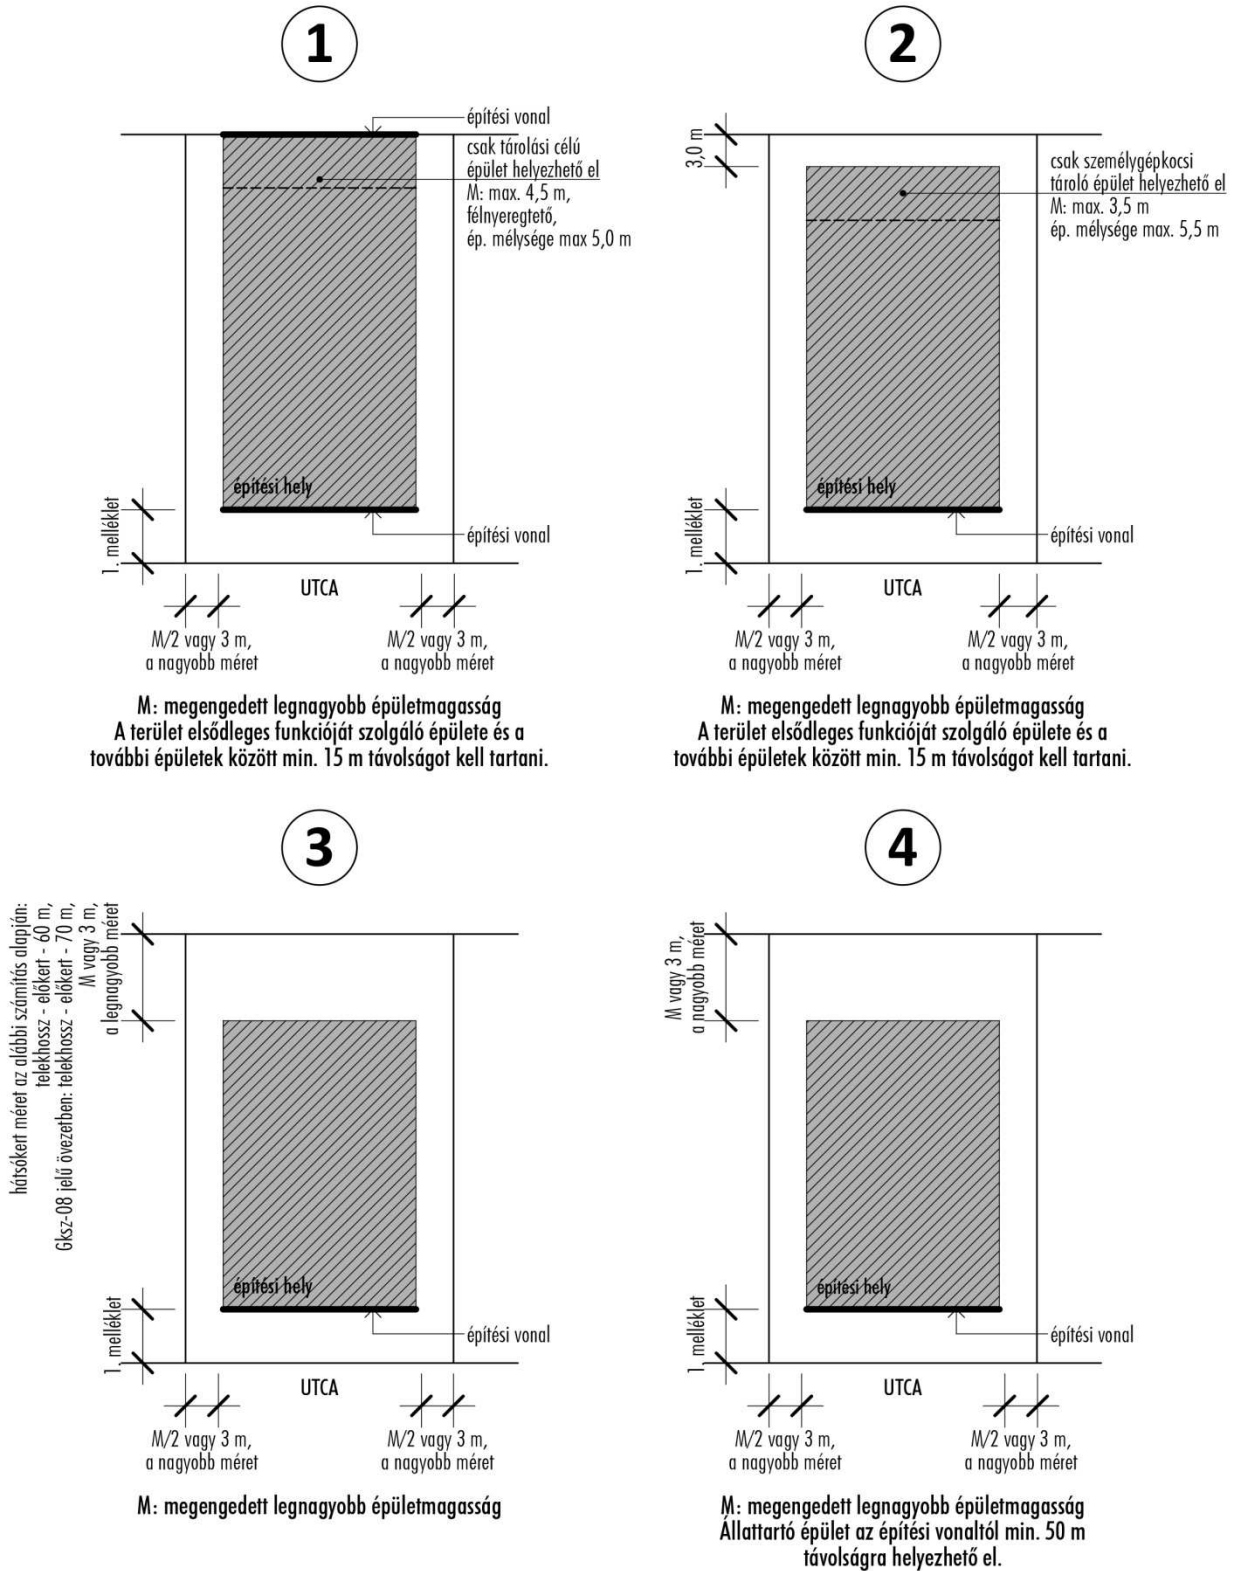 1
építési vonal
csak tárolási célú
épület helyezhető el
M: max. 4,5 m,
félnyeregtető,
ép. mélysége max 5,0 m
építési hely
1. melléklet
építési vonal
UTCA
M/2 vagy 3 m,
a nagyobb méret
M/2 vagy 3 m,
a nagyobb méret
M: megengedett legnagyobb épületmagasság
A terület elsődleges funkcióját szolgáló épülete és a
további épületek között min. 15 m távolságot kell tartani.
2
3,0 m
csak személygépkocsi
tároló épület helyezhető el
M: max. 3,5 m
ép. mélysége max. 5,5 m
építési hely
1. melléklet
építési vonal
UTCA
M/2 vagy 3 m,
a nagyobb méret
M/2 vagy 3 m,
a nagyobb méret
M: megengedett legnagyobb épületmagasság
A terület elsődleges funkcióját szolgáló épülete és a
további épületek között min. 15 m távolságot kell tartani.
3
hátsókert méret az alábbi számítás alapján:
telekhossz - előkert - 60 m,
Gksz-08 jelű övezetben: telekhossz - előkert - 70 m,
M vagy 3 m,
a legnagyobb méret
építési hely
1. melléklet
építési vonal
UTCA
M/2 vagy 3 m,
a nagyobb méret
M/2 vagy 3 m,
a nagyobb méret
M: megengedett legnagyobb épületmagasság
4
M vagy 3 m,
a nagyobb méret
építési hely
1. melléklet
építési vonal
UTCA
M/2 vagy 3 m,
a nagyobb méret
M/2 vagy 3 m,
a nagyobb méret
M: megengedett legnagyobb épületmagasság
Állattartó épület az építési vonaltól min. 50 m
távolságra helyezhető el.